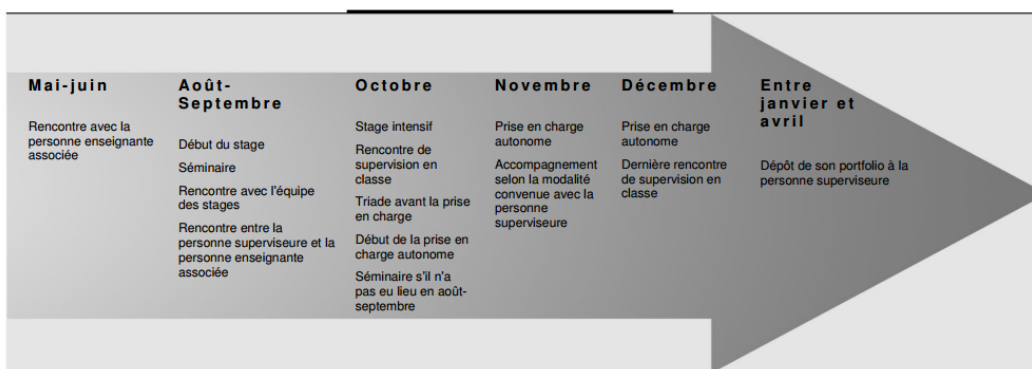 Mai-juin
Rencontre avec la
personne enseignante
associée
Août-
Septembre
Début du stage
Séminaire
Rencontre avec l'équipe
des stages
Rencontre entre la
personne superviseure et la
personne enseignante
associée
Octobre
Stage intensif
Rencontre de
supervision en
classe
Triade avant la prise
en charge
Début de la prise en
charge autonome
Séminaire s'il n'a
pas eu lieu en août-
septembre
Novembre
Prise en charge
autonome
Accompagnement
selon la modalité
convenue avec la
personne
superviseure
Décembre
Prise en charge
autonome
Dernière rencontre
de supervision en
classe
Entre
janvier et
avril
Dépôt de son portfolio à la
personne superviseure